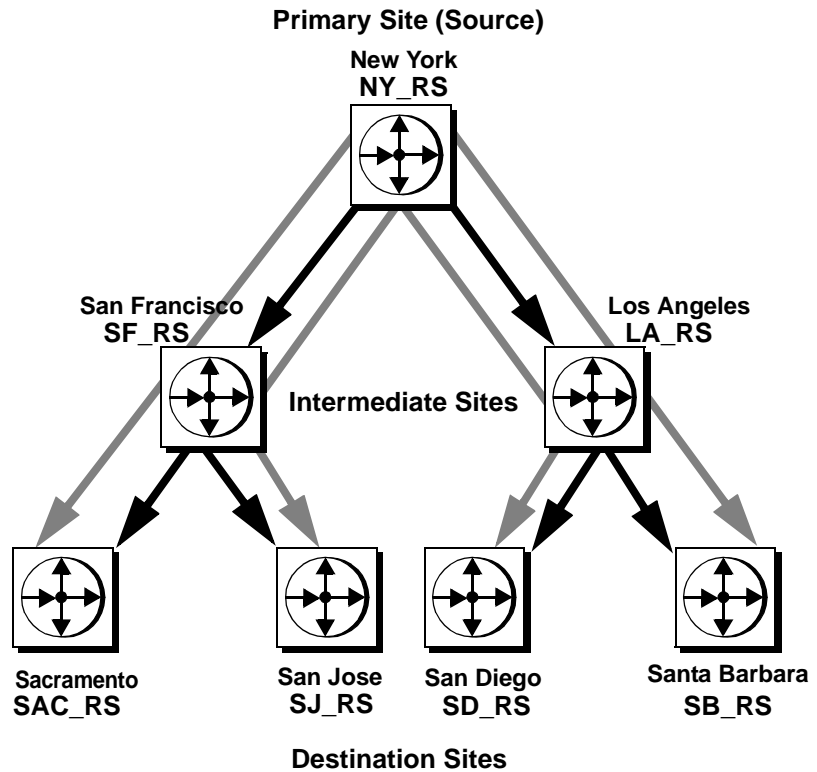 Primary Site (Source)
New York
NY_RS
San Francisco
SF_RS
Los Angeles
LA_RS
Intermediate Sites
Sacramento
SAC_RS
San Jose
SJ_RS
San Diego
SD_RS
Santa Barbara
SB_RS
Destination Sites